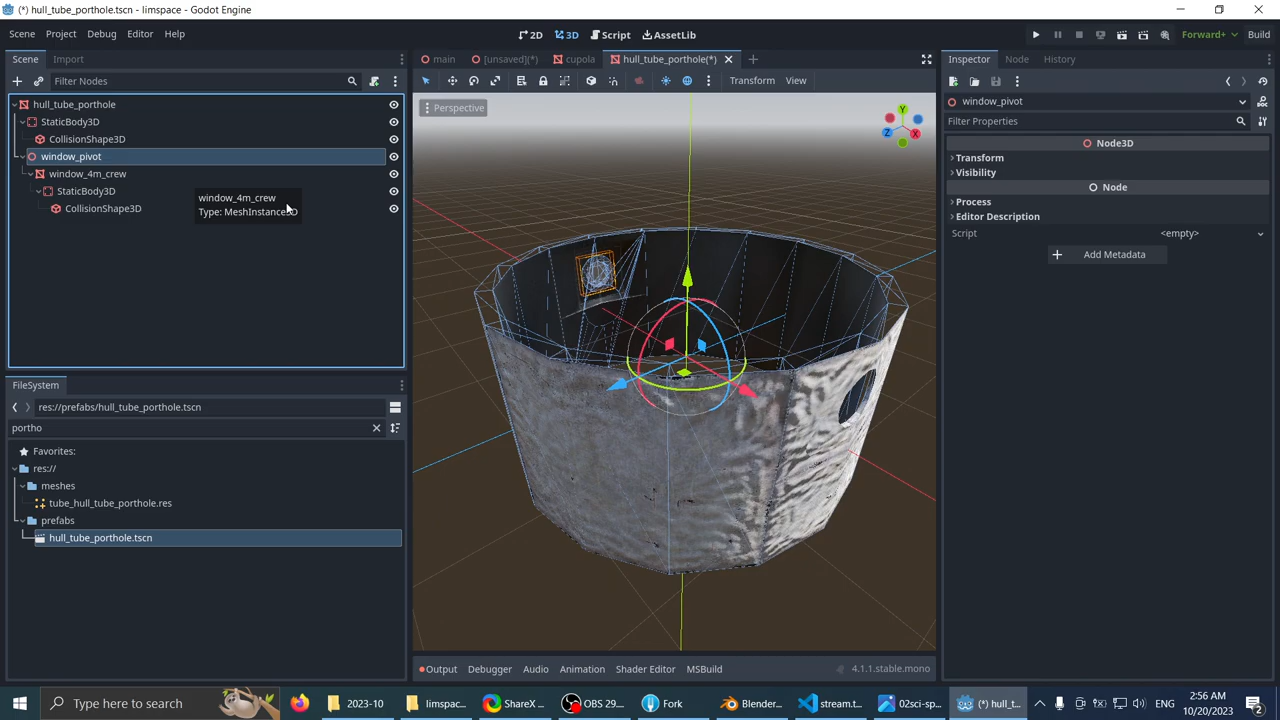 (*) hull_tube_porthole.tscn - limspace - Godot Engine
Scene Project Debug Editor Help
2D 3D Script AssetLib
Forward+ Build
Scene Import
main [unsaved](*) cupola hull_tube_porthole(*)
Inspector Node History
Filter Nodes
Transform View
hull_tube_porthole
StaticBody3D
CollisionShape3D
window_pivot
window_4m_crew
StaticBody3D
CollisionShape3D
window_4m_crew
Type: MeshInstance3D
Perspective
Y
Z
X
window_pivot
Filter Properties
Node3D
Transform
Visibility
Node
Process
Editor Description
Script <empty>
Add Metadata
FileSystem
res://prefabs/hull_tube_porthole.tscn
portho
Favorites:
res://
meshes
tube_hull_tube_porthole.res
prefabs
hull_tube_porthole.tscn
Output Debugger Audio Animation Shader Editor MSBuild 4.1.1.stable.mono
Type here to search
2023-10 limspac... ShareX ... OBS 29.... Fork Blender... stream.t... 02sci-sp... (*) hull_t...
ENG
2:56 AM
10/20/2023